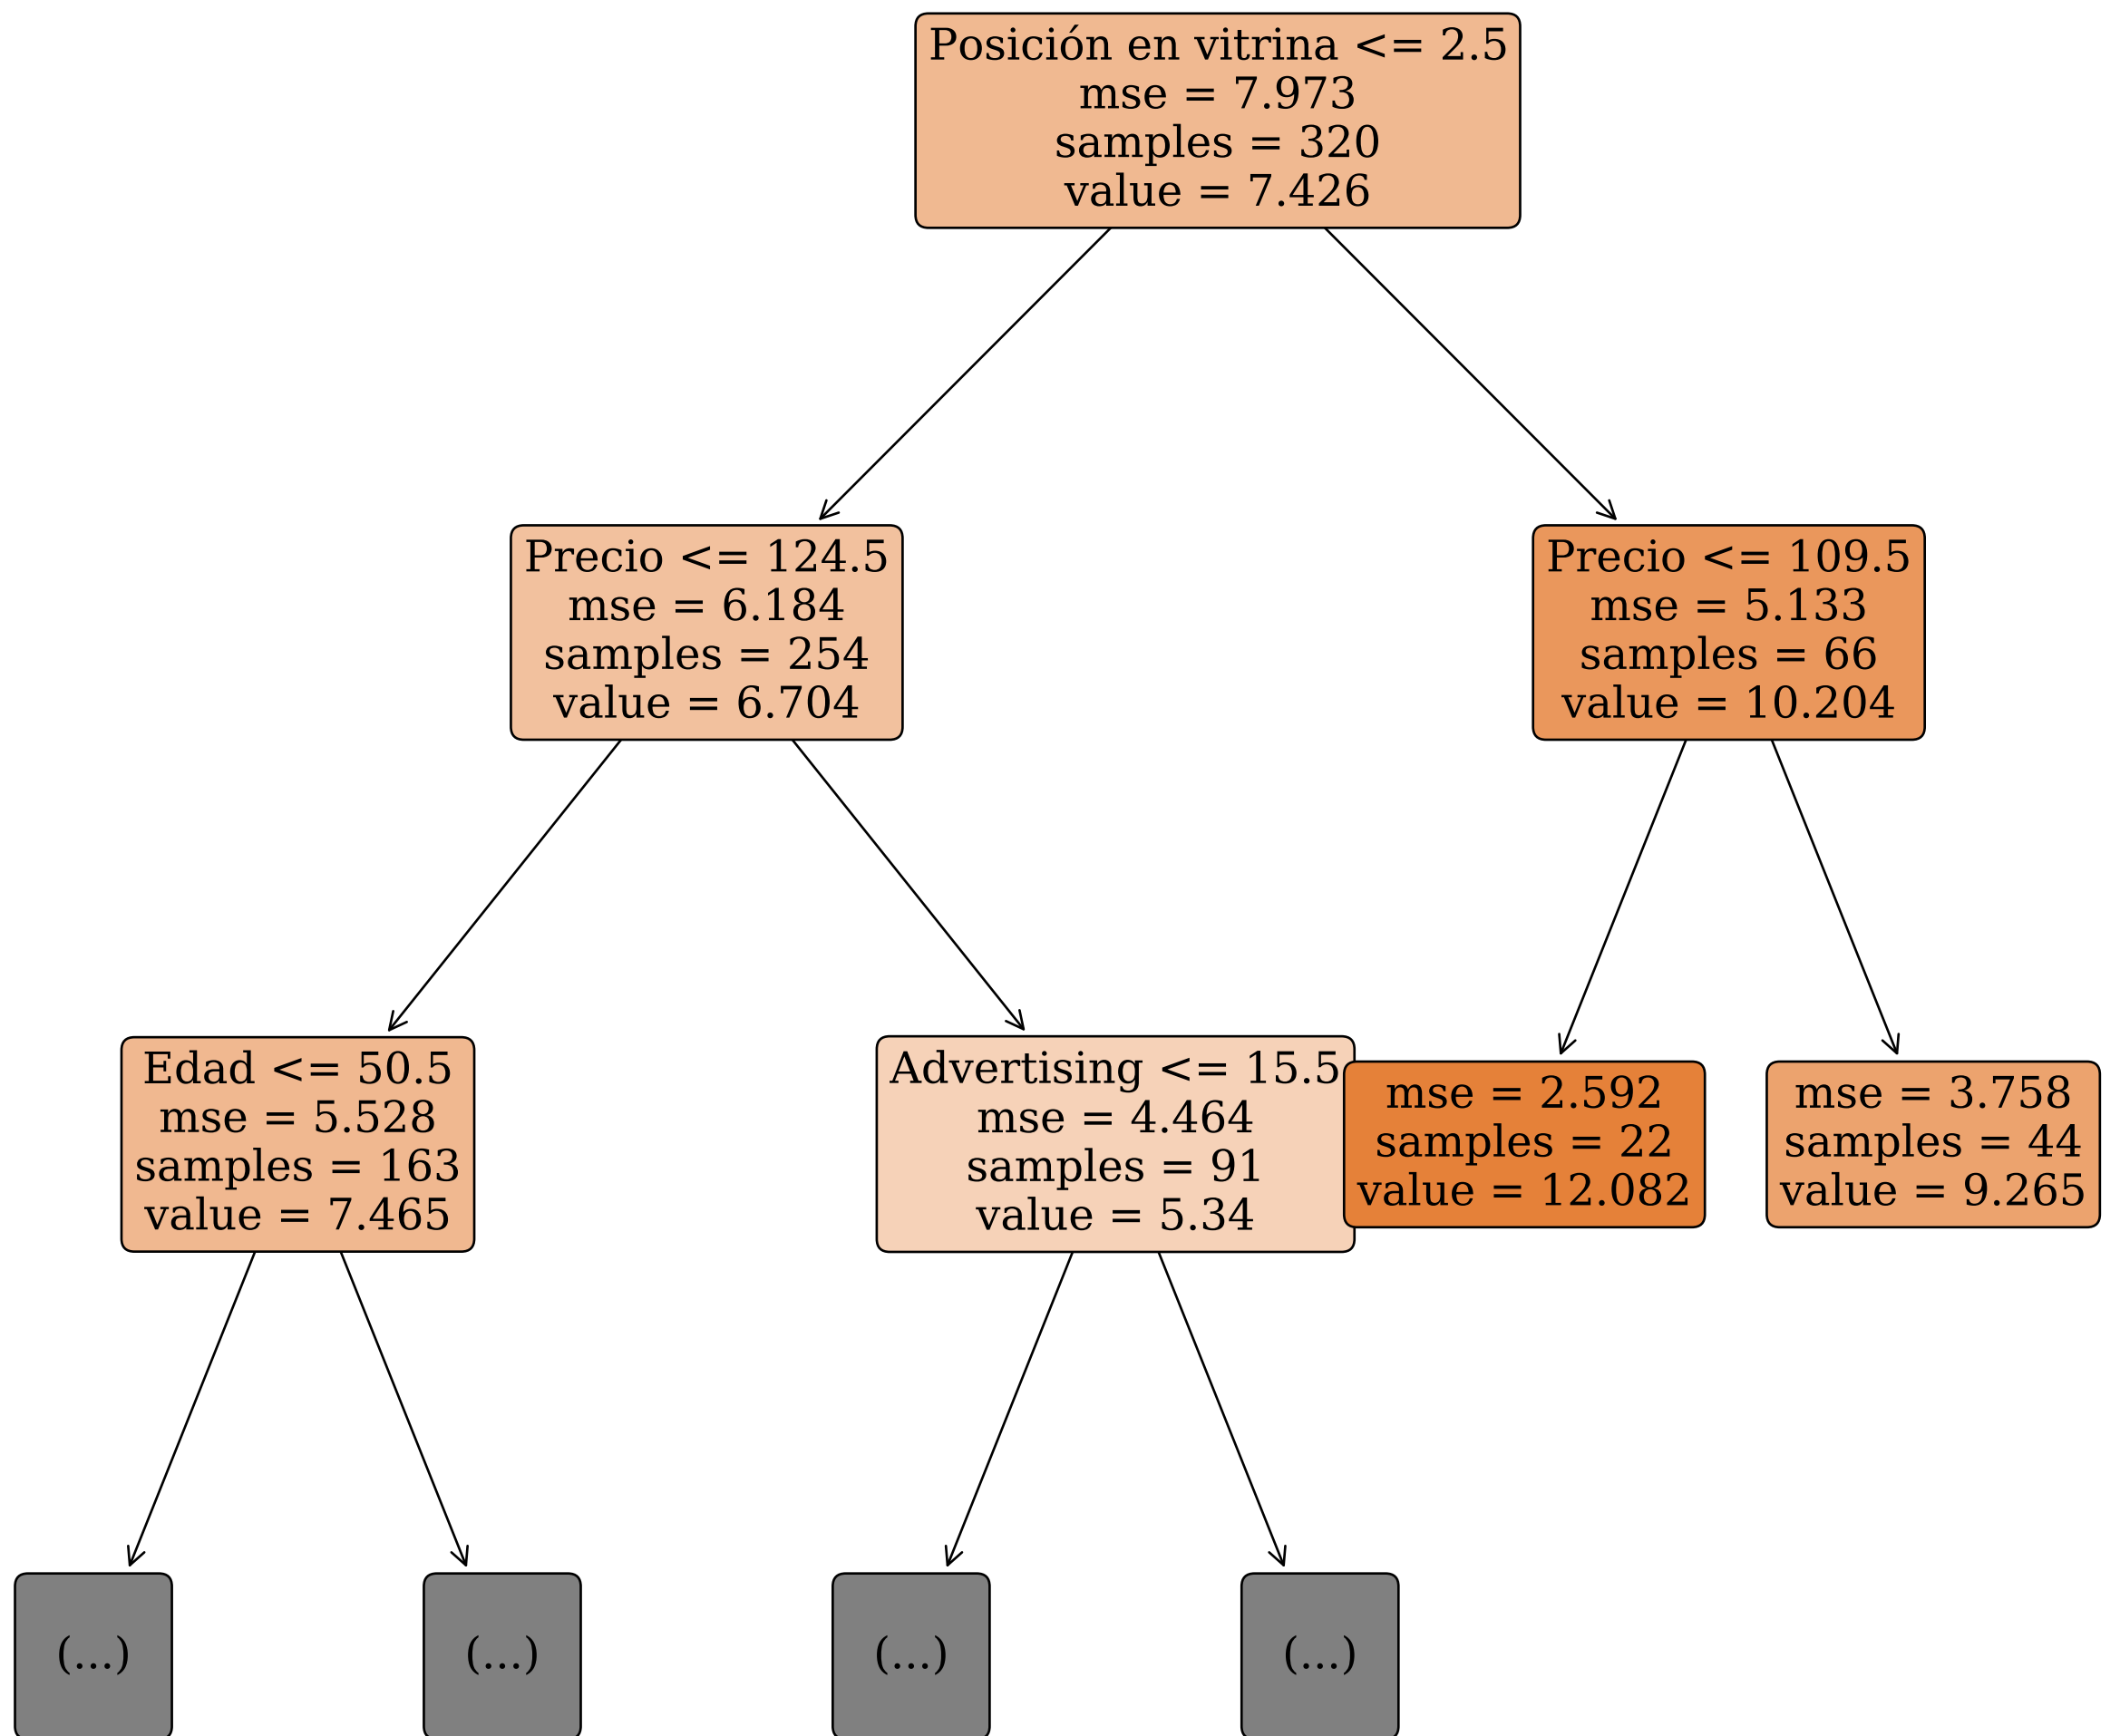 Posición en vitrina <= 2.5
mse = 7.973
samples = 320
value = 7.426
Precio <= 124.5
mse = 6.184
samples = 254
value = 6.704
Precio <= 109.5
mse = 5.133
samples = 66
value = 10.204
Edad <= 50.5
mse = 5.528
samples = 163
value = 7.465
Advertising <= 15.5
mse = 4.464
samples = 91
value = 5.34
mse = 2.592
samples = 22
value = 12.082
mse = 3.758
samples = 44
value = 9.265
(...)
(...)
(...)
(...)